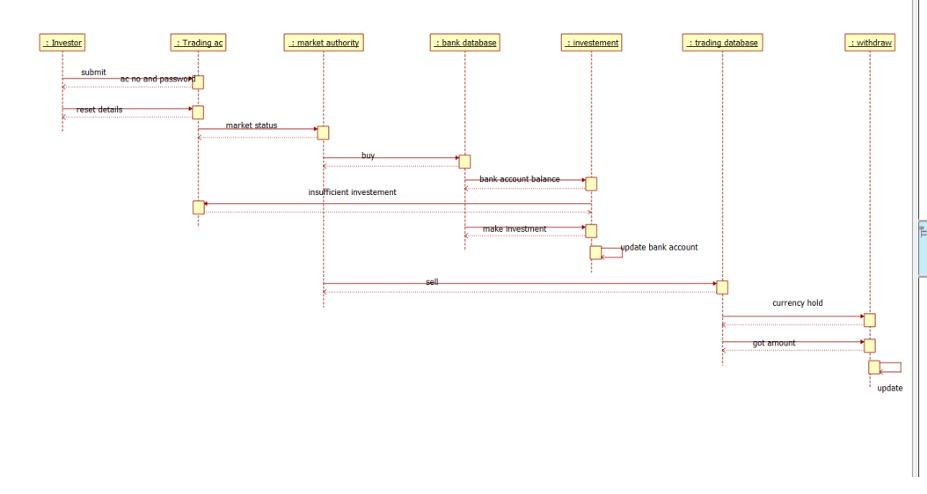 : Investor
: Trading ac
: market authority
: bank database
: investement
: trading database
: withdraw
submit
ac no and password
reset details
market status
buy
bank account balance
insufficient investement
make investment
update bank account
sell
currency hold
got amount
update